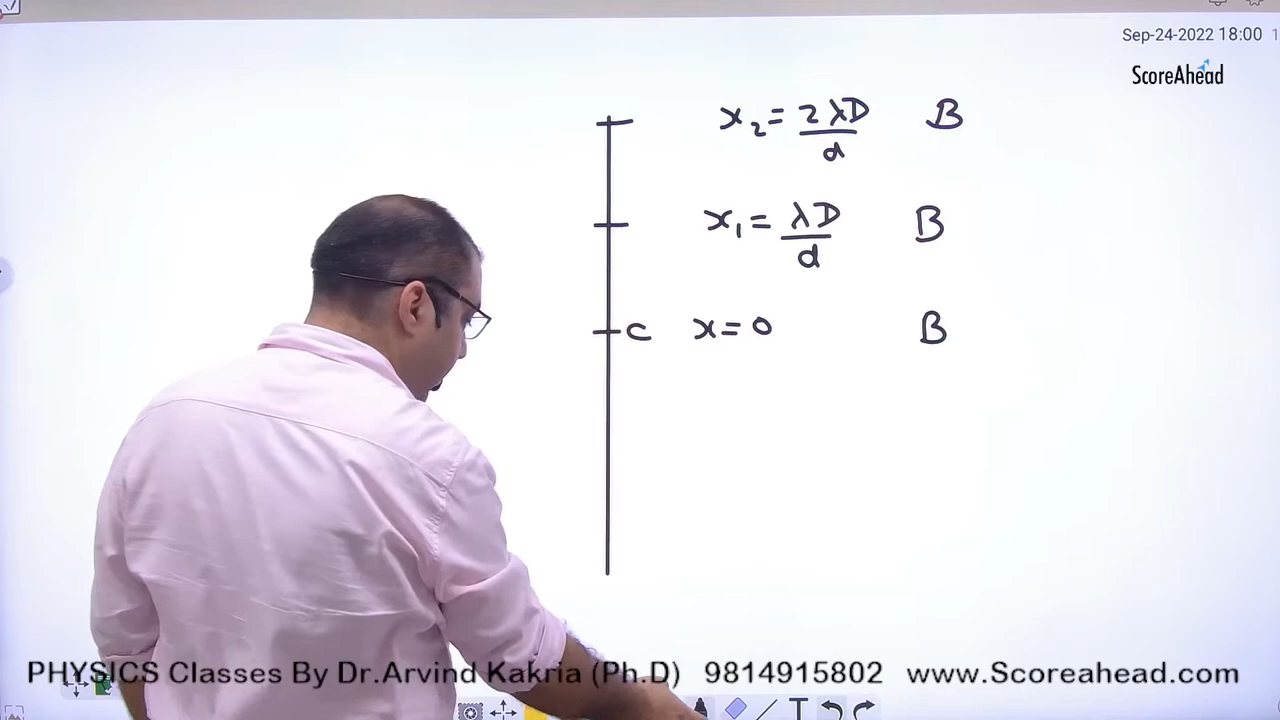 Sep-24-2022 18:00
ScoreAhead
x₂ = 2λD/d B
x₁ = λD/d B
C x = 0 B
PHYSICS Classes By Dr.Arvind Kakria (Ph.D) 9814915802 www.Scoreahead.com